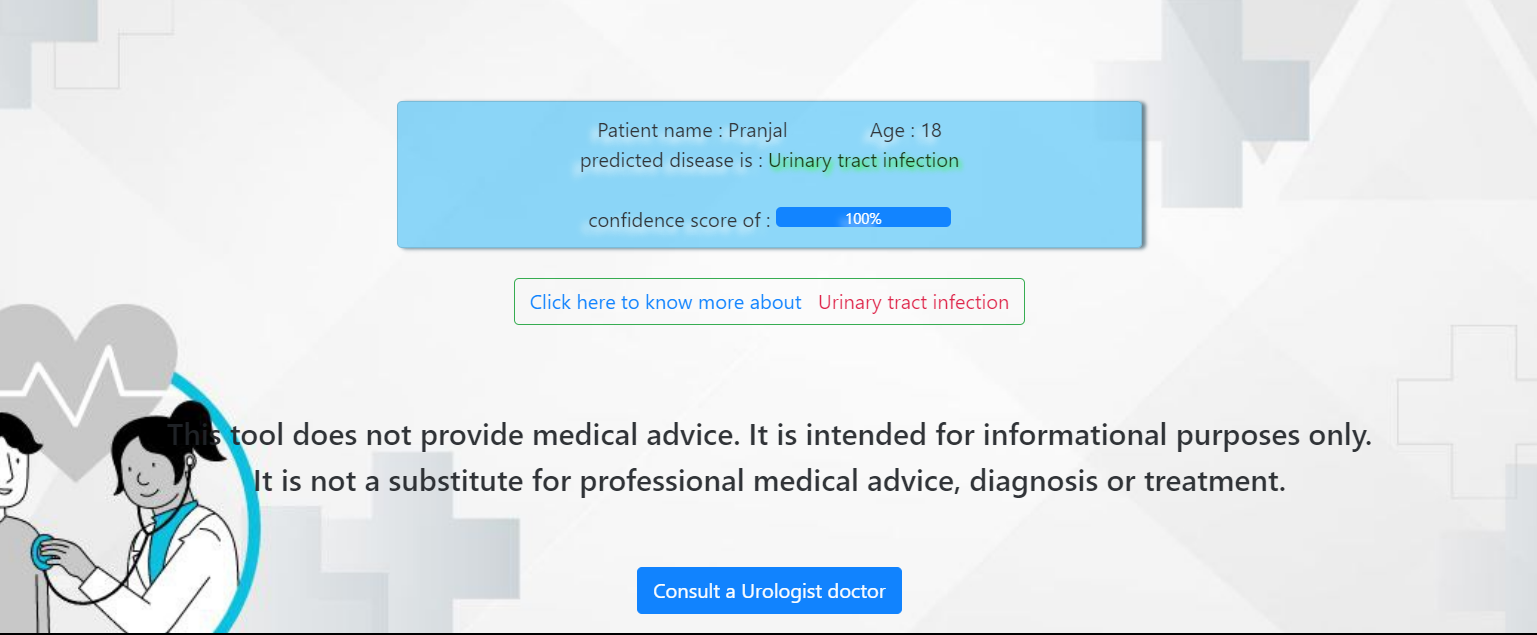 Patient name : Pranjal Age : 18
predicted disease is : Urinary tract infection
confidence score of : 100%
Click here to know more about Urinary tract infection
This tool does not provide medical advice. It is intended for informational purposes only.
It is not a substitute for professional medical advice, diagnosis or treatment.
Consult a Urologist doctor